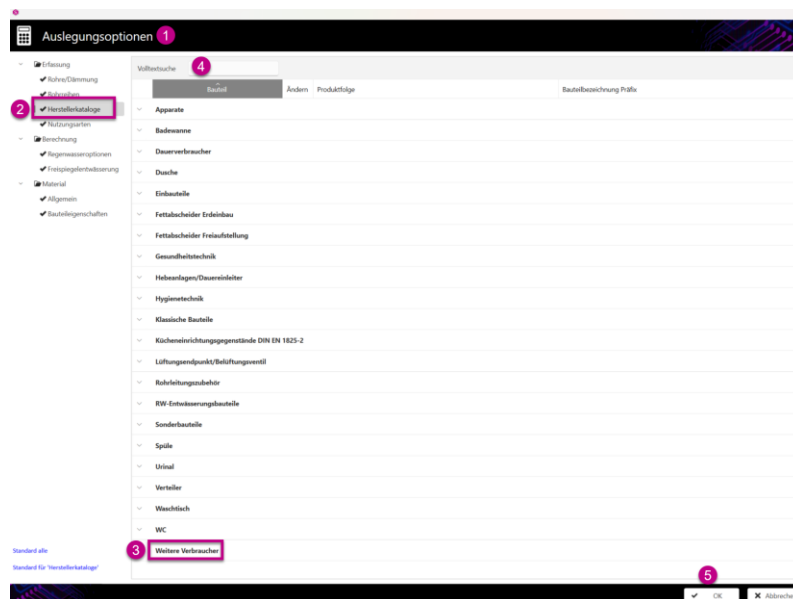 Auslegungsoptionen 1
Erfassung
Rohre/Dämmung
Rohrreihen
2 Herstellerkataloge
Nutzungsarten
Berechnung
Regenwasseroptionen
Freispiegelentwässerung
Material
Allgemein
Bauteileigenschaften
Volltextsuche 4
Bauteil Ändern Produktfolge Bauteilbezeichnung Präfix
Apparate
Badewanne
Dauerverbraucher
Dusche
Einbauteile
Fettabscheider Erdeinbau
Fettabscheider Freiaufstellung
Gesundheitstechnik
Hebeanlagen/Dauereinleiter
Hygienetechnik
Klassische Bauteile
Kücheneinrichtungsgegenstände DIN EN 1825-2
Lüftungsendpunkt/Belüftungsventil
Rohrleitungszubehör
RW-Entwässerungsbauteile
Sonderbauteile
Spüle
Urinal
Verteiler
Waschtisch
WC
3 Weitere Verbraucher
Standard alle
Standard für 'Herstellerkataloge'
5
OK Abbreche